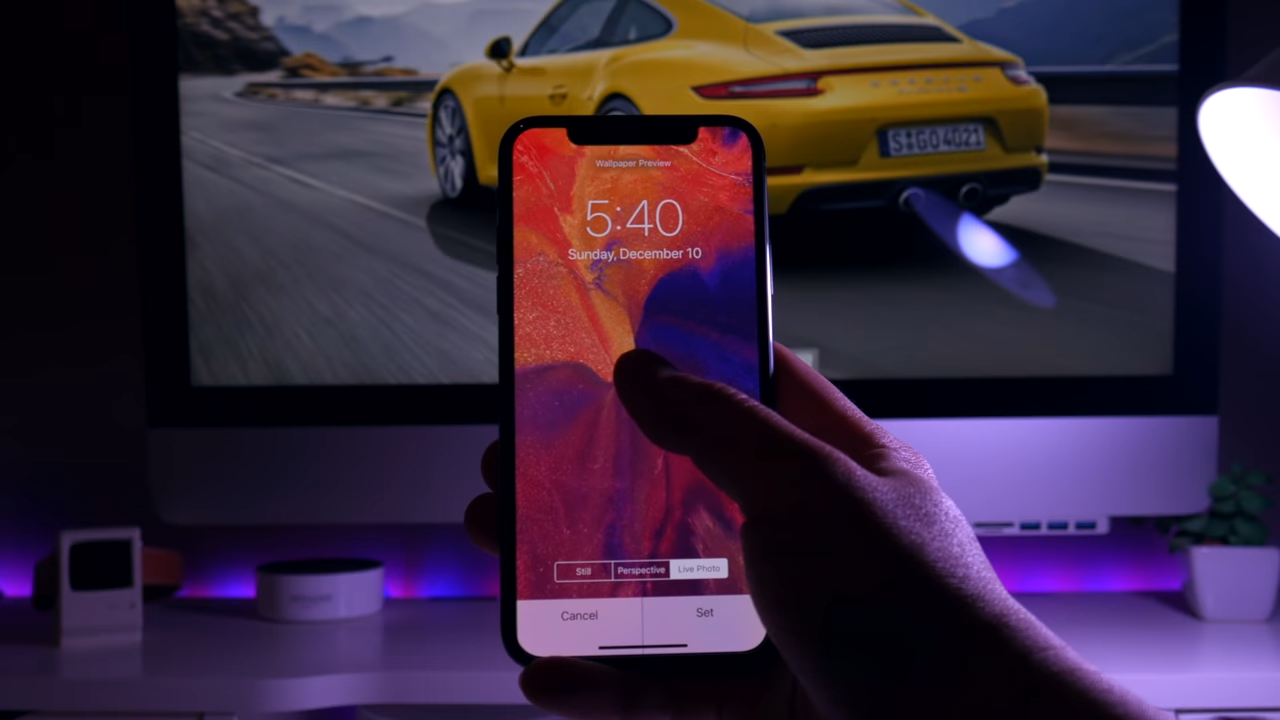 S·GO 4021
Wallpaper Preview
5:40
Sunday, December 10
Still
Perspective
Live Photo
Cancel
Set